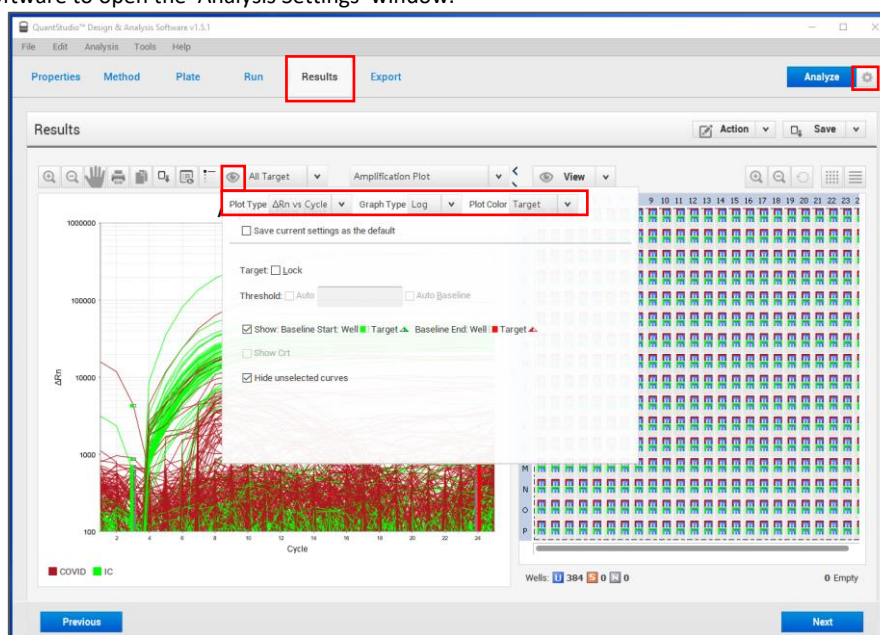 ftware to open the 'Analysis Settings' window.
QuantStudio™ Design & Analysis Software v1.5.1
File Edit Analysis Tools Help
Properties Method Plate Run Results Export Analyze
Results Action Save
All Target Amplification Plot View
Plot Type ΔRn vs Cycle Graph Type Log Plot Color Target
9 10 11 12 13 14 15 16 17 18 19 20 21 22 23 2
Save current settings as the default
Target: Lock
Threshold: Auto Auto Baseline
Show: Baseline Start: Well Target Baseline End: Well Target
Show Crt
Hide unselected curves
1000000
100000
10000
1000
100
ΔRn
2 4 6 8 10 12 14 16 18 20 22 24
Cycle
COVID IC
M
N
O
P
Wells: U 384 S 0 N 0 0 Empty
Previous Next